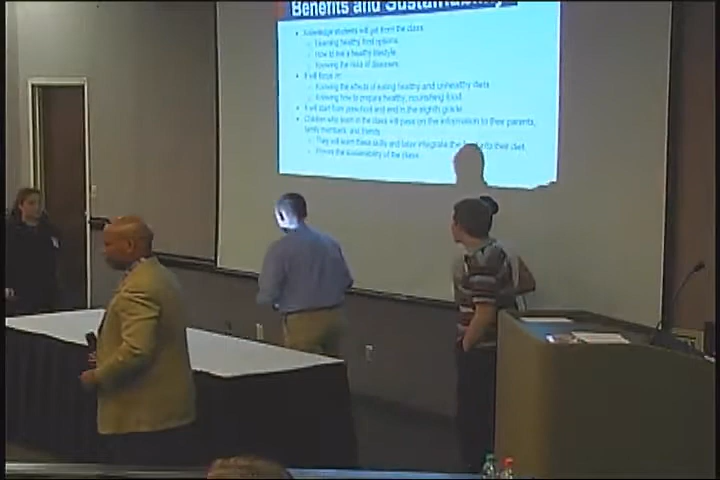 Benefits and Sustainability
• Knowledge students will get from the class:
o Learning healthy food options
o How to live a healthy lifestyle
o Knowing the risks of diseases
• It will focus on:
o Knowing the effects of eating healthy and unhealthy diets
o Knowing how to prepare healthy, nourishing food
• It will start from preschool and end in the eighth grade
• Children who learn in the class will pass on the information to their parents,
family members, and friends
o They will learn these skills and later integrate the into their diet
o Proves the sustainability of the class